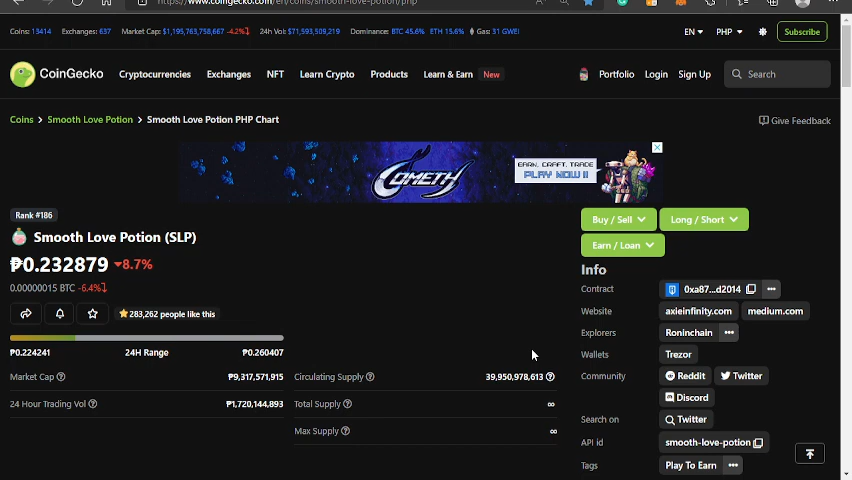 https://www.coingecko.com/en/coins/smooth-love-potion/php
Coins: 13414 Exchanges: 637 Market Cap: $1,195,763,758,667 -4.2% 24h Vol: $71,593,509,219 Dominance: BTC 45.6% ETH 15.6% Gas: 31 GWEI
EN PHP Subscribe
CoinGecko Cryptocurrencies Exchanges NFT Learn Crypto Products Learn & Earn New Portfolio Login Sign Up Search
Coins > Smooth Love Potion > Smooth Love Potion PHP Chart
Give Feedback
COMETH
EARN, CRAFT, TRADE
PLAY NOW !!
Rank #186
Smooth Love Potion (SLP)
₱0.232879 8.7%
0.00000015 BTC -6.4%
283,262 people like this
₱0.224241 24H Range ₱0.260407
Market Cap ₱9,317,571,915
24 Hour Trading Vol ₱1,720,144,893
Circulating Supply 39,950,978,613
Total Supply ∞
Max Supply ∞
Buy / Sell Long / Short
Earn / Loan
Info
Contract 0xa87...d2014
Website axieinfinity.com medium.com
Explorers Roninchain
Wallets Trezor
Community Reddit Twitter
Discord
Search on Twitter
API id smooth-love-potion
Tags Play To Earn